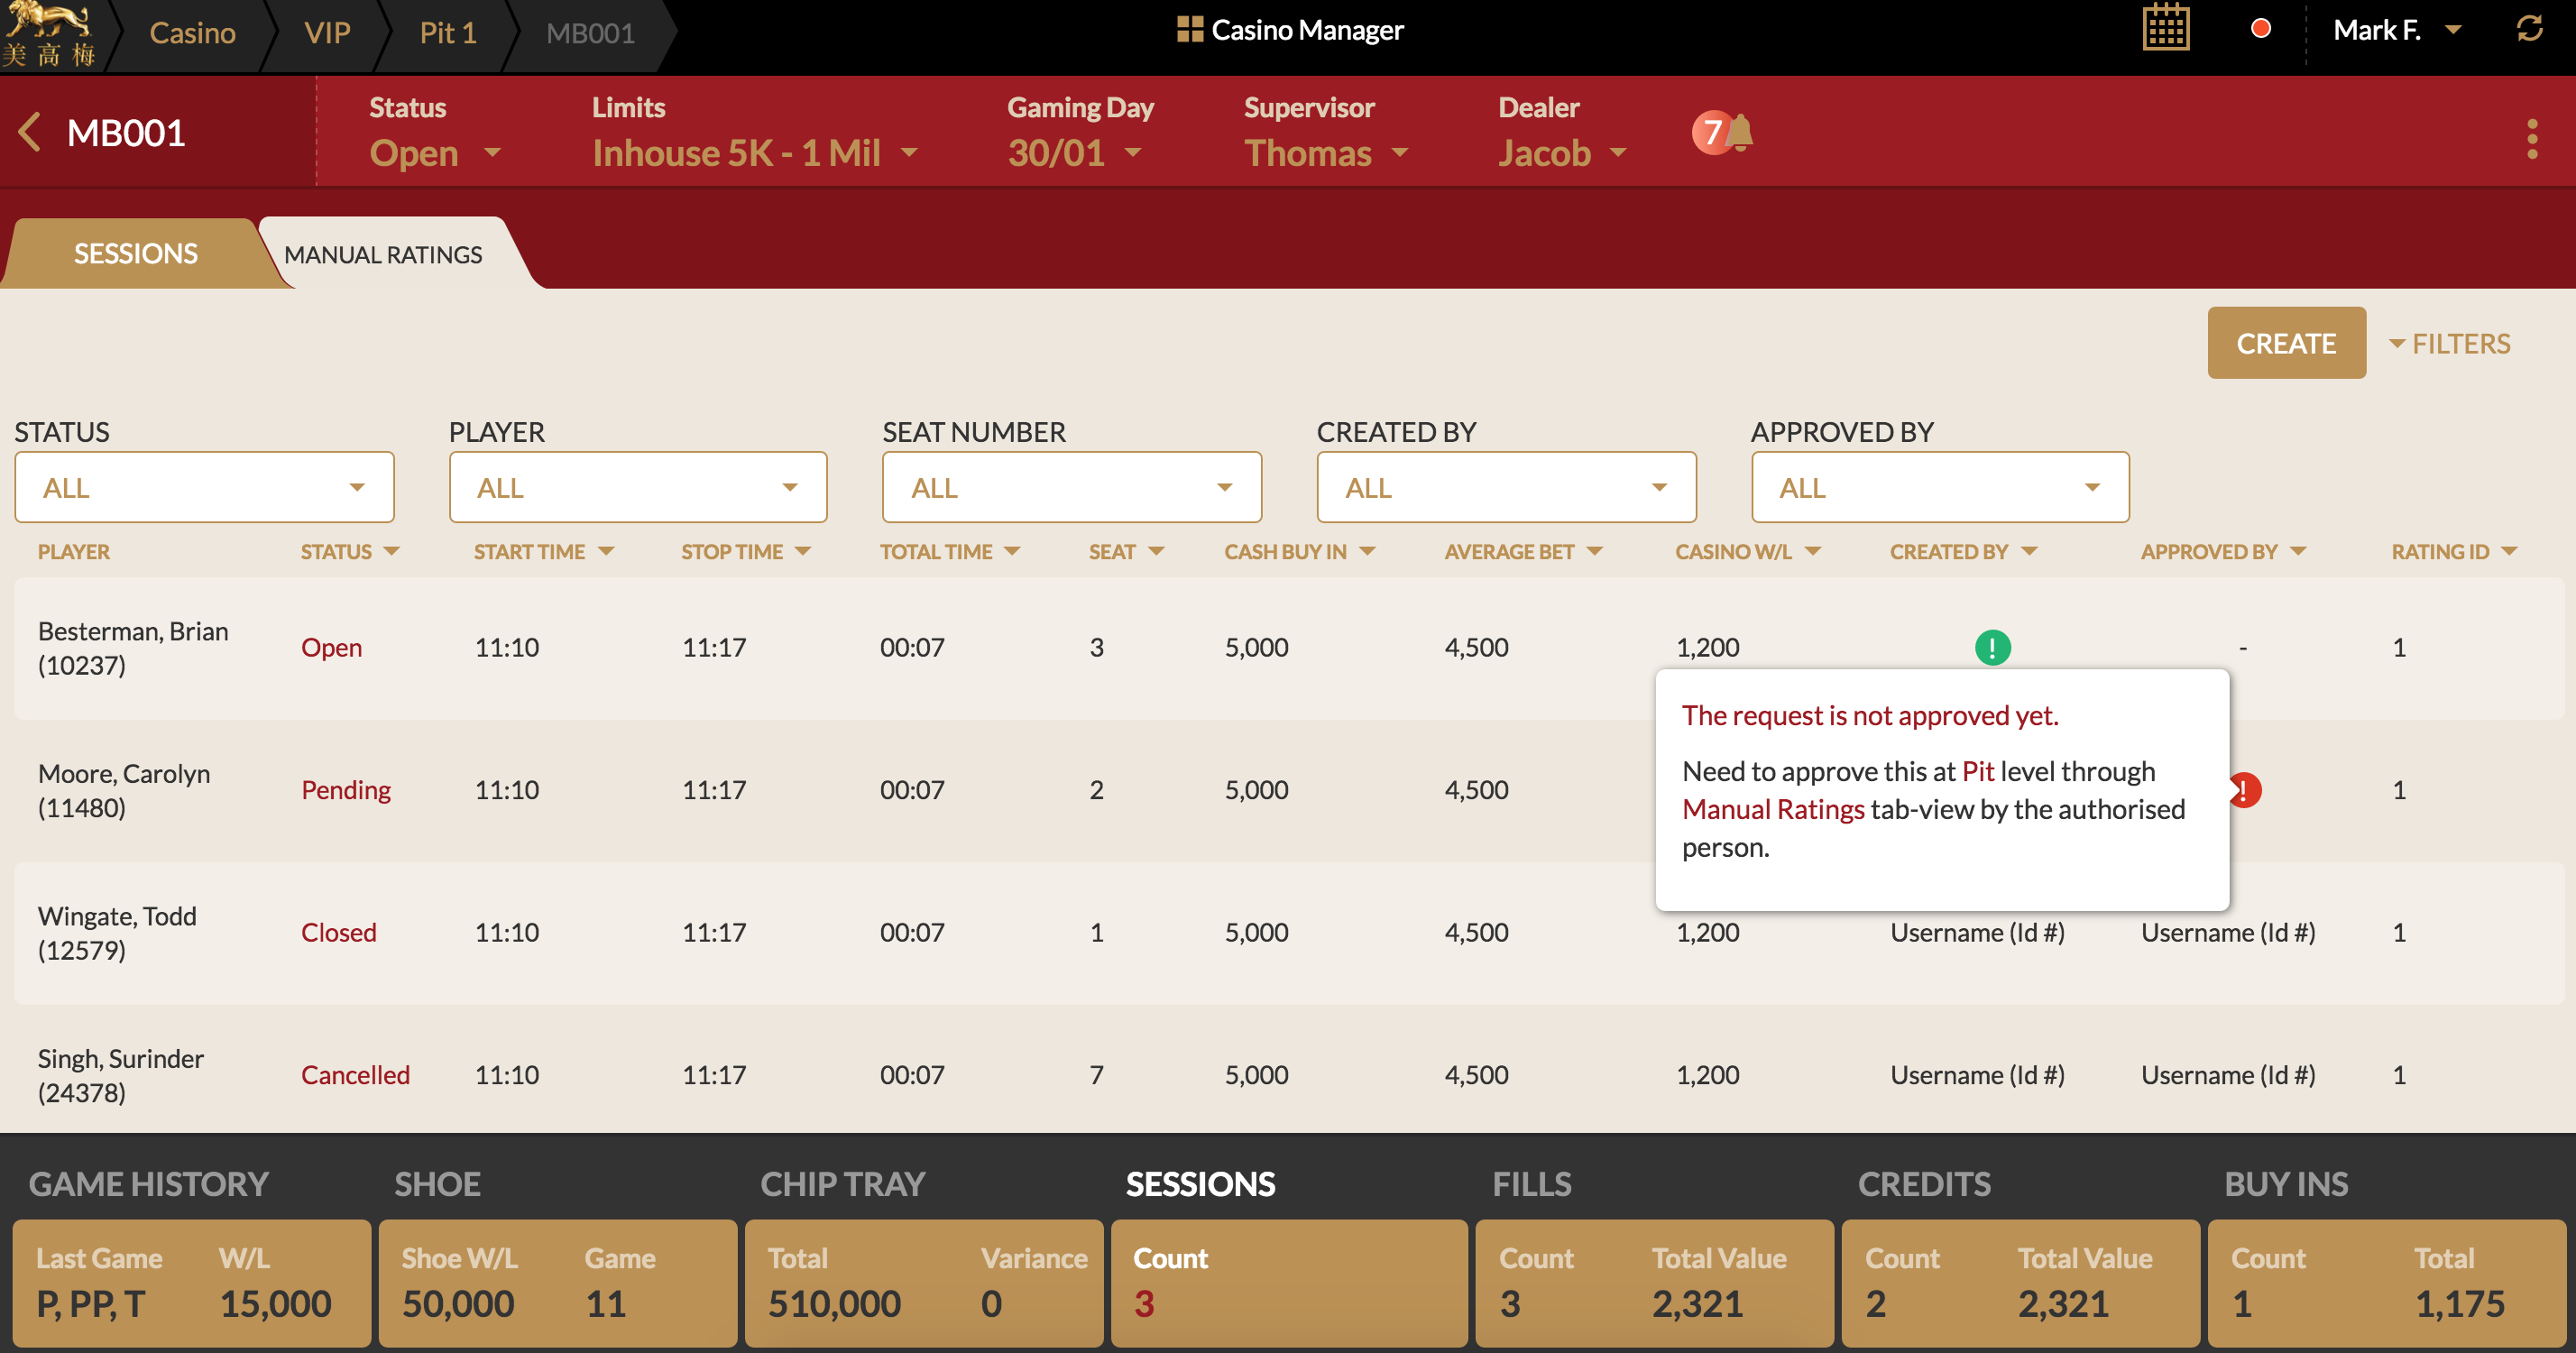 美高梅
Casino
VIP
Pit 1
MB001
Casino Manager
Mark F.
MB001
Status
Open
Limits
Inhouse 5K - 1 Mil
Gaming Day
30/01
Supervisor
Thomas
Dealer
Jacob
7
SESSIONS
MANUAL RATINGS
CREATE
FILTERS
STATUS
PLAYER
SEAT NUMBER
CREATED BY
APPROVED BY
ALL
ALL
ALL
ALL
ALL
PLAYER STATUS START TIME STOP TIME TOTAL TIME SEAT CASH BUY IN AVERAGE BET CASINO W/L CREATED BY APPROVED BY RATING ID
Besterman, Brian
(10237)
Open 11:10 11:17 00:07 3 5,000 4,500 1,200 ! - 1
Moore, Carolyn
(11480)
Pending 11:10 11:17 00:07 2 5,000 4,500 ! 1
The request is not approved yet.
Need to approve this at Pit level through
Manual Ratings tab-view by the authorised
person.
Wingate, Todd
(12579)
Closed 11:10 11:17 00:07 1 5,000 4,500 1,200 Username (Id #) Username (Id #) 1
Singh, Surinder
(24378)
Cancelled 11:10 11:17 00:07 7 5,000 4,500 1,200 Username (Id #) Username (Id #) 1
GAME HISTORY
Last Game W/L
P, PP, T 15,000
SHOE
Shoe W/L Game
50,000 11
CHIP TRAY
Total Variance
510,000 0
SESSIONS
Count
3
FILLS
Count Total Value
3 2,321
CREDITS
Count Total Value
2 2,321
BUY INS
Count Total
1 1,175